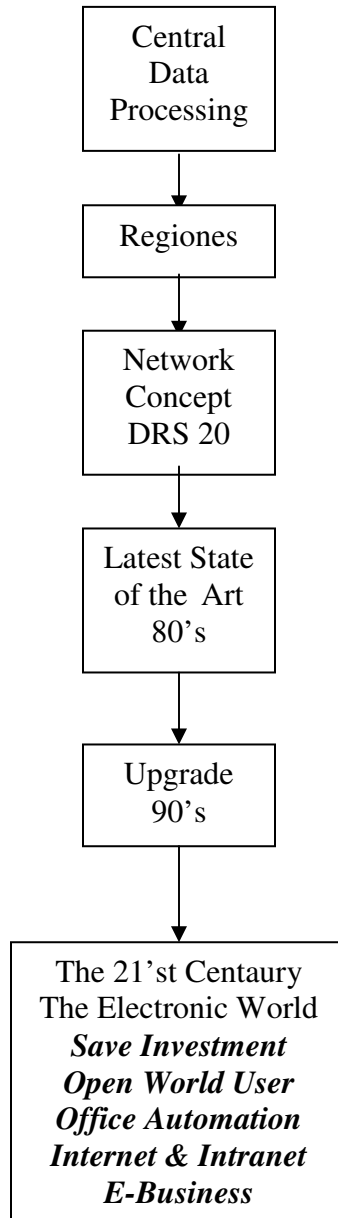 Central
Data
Processing
Regiones
Network
Concept
DRS 20
Latest State
of the Art
80’s
Upgrade
90’s
The 21’st Centaury
The Electronic World
Save Investment
Open World User
Office Automation
Internet & Intranet
E-Business